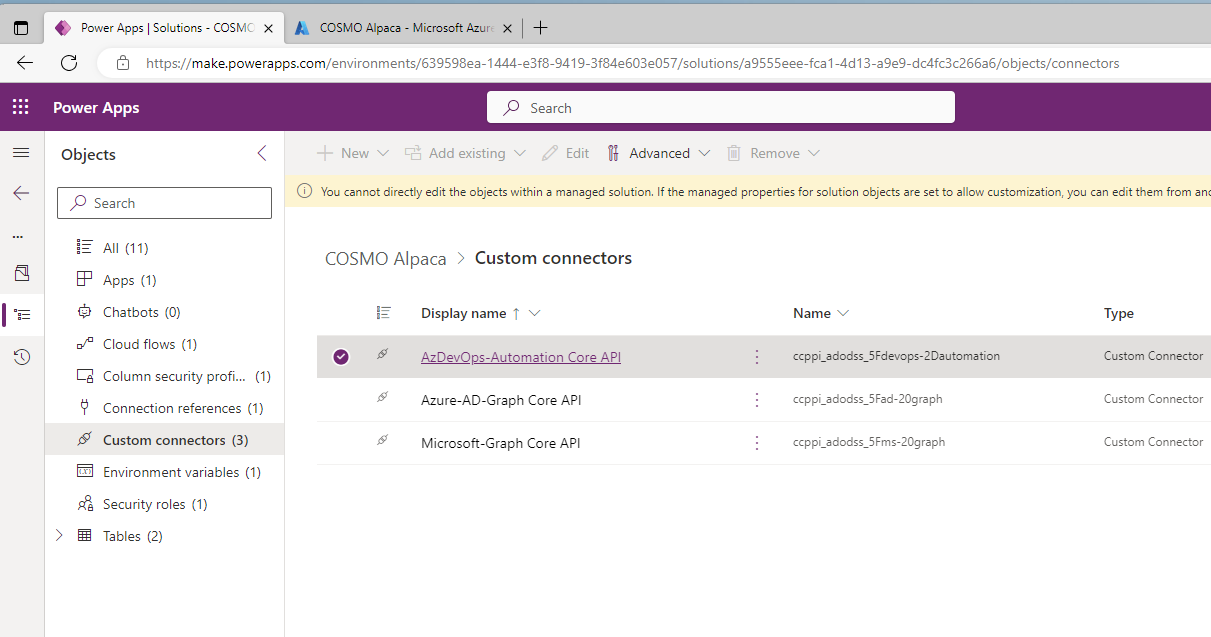 Power Apps | Solutions - COSMO
COSMO Alpaca - Microsoft Azure
https://make.powerapps.com/environments/639598ea-1444-e3f8-9419-3f84e603e057/solutions/a9555eee-fca1-4d13-a9e9-dc4fc3c266a6/objects/connectors
Power Apps
Search
Objects
New
Add existing
Edit
Advanced
Remove
You cannot directly edit the objects within a managed solution. If the managed properties for solution objects are set to allow customization, you can edit them from
Search
All (11)
Apps (1)
Chatbots (0)
Cloud flows (1)
Column security profi... (1)
Connection references (1)
Custom connectors (3)
Environment variables (1)
Security roles (1)
Tables (2)
COSMO Alpaca > Custom connectors
Display name Name Type
AzDevOps-Automation Core API ccppi_adodss_5Fdevops-2Dautomation Custom Connector
Azure-AD-Graph Core API ccppi_adodss_5Fad-20graph Custom Connector
Microsoft-Graph Core API ccppi_adodss_5Fms-20graph Custom Connector